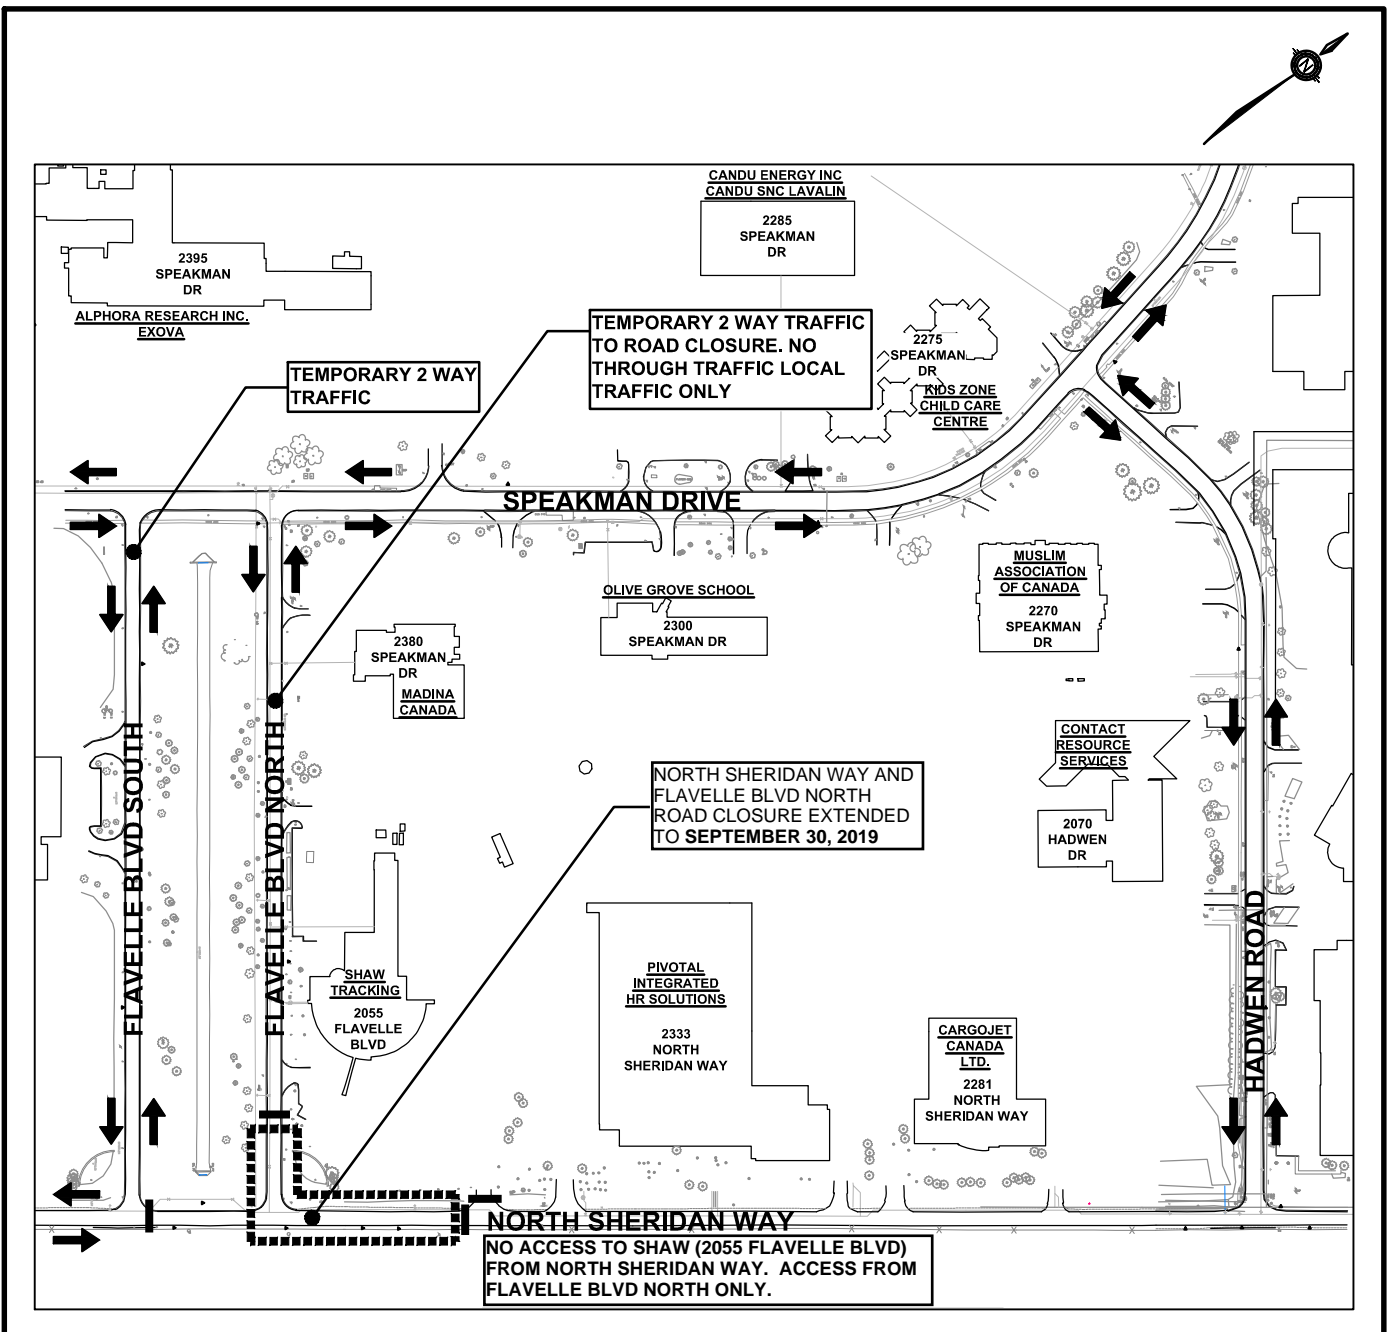 N
CANDU ENERGY INC
CANDU SNC LAVALIN
2285
SPEAKMAN
DR
2395
SPEAKMAN
DR
ALPHORA RESEARCH INC.
EXOVA
TEMPORARY 2 WAY TRAFFIC
TO ROAD CLOSURE. NO
THROUGH TRAFFIC LOCAL
TRAFFIC ONLY
2275
SPEAKMAN
DR
KIDS ZONE
CHILD CARE
CENTRE
TEMPORARY 2 WAY
TRAFFIC
SPEAKMAN DRIVE
OLIVE GROVE SCHOOL
2300
SPEAKMAN DR
MUSLIM
ASSOCIATION
OF CANADA
2270
SPEAKMAN
DR
2380
SPEAKMAN
DR
MADINA
CANADA
FLAVELLE BLVD SOUTH
FLAVELLE BLVD NORTH
CONTACT
RESOURCE
SERVICES
2070
HADWEN
DR
NORTH SHERIDAN WAY AND
FLAVELLE BLVD NORTH
ROAD CLOSURE EXTENDED
TO SEPTEMBER 30, 2019
HADWEN ROAD
SHAW
TRACKING
2055
FLAVELLE
BLVD
PIVOTAL
INTEGRATED
HR SOLUTIONS
2333
NORTH
SHERIDAN WAY
CARGOJET
CANADA
LTD.
2281
NORTH
SHERIDAN WAY
NORTH SHERIDAN WAY
NO ACCESS TO SHAW (2055 FLAVELLE BLVD)
FROM NORTH SHERIDAN WAY. ACCESS FROM
FLAVELLE BLVD NORTH ONLY.